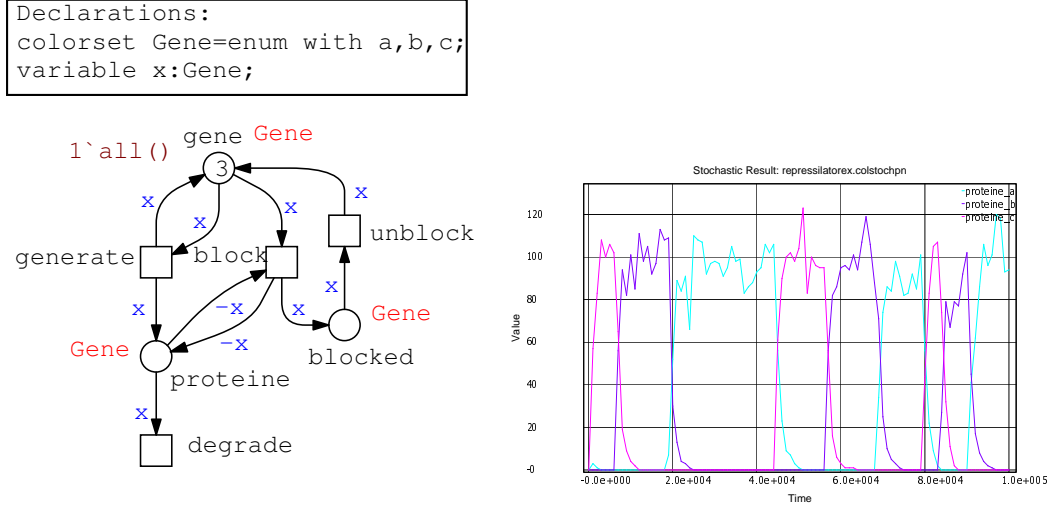 Declarations:
colorset Gene=enum with a,b,c;
variable x:Gene;
gene Gene
1`all()
3
x
x
x
x
generate
block
unblock
x
-x
x
x
Gene
-x
Gene
proteine
blocked
x
degrade
Stochastic Result: repressilatorex.colstochpn
proteine_a
proteine_b
proteine_c
120
100
80
60
40
20
-0
Value
-0.0e+000 2.0e+004 4.0e+004 6.0e+004 8.0e+004 1.0e+005
Time